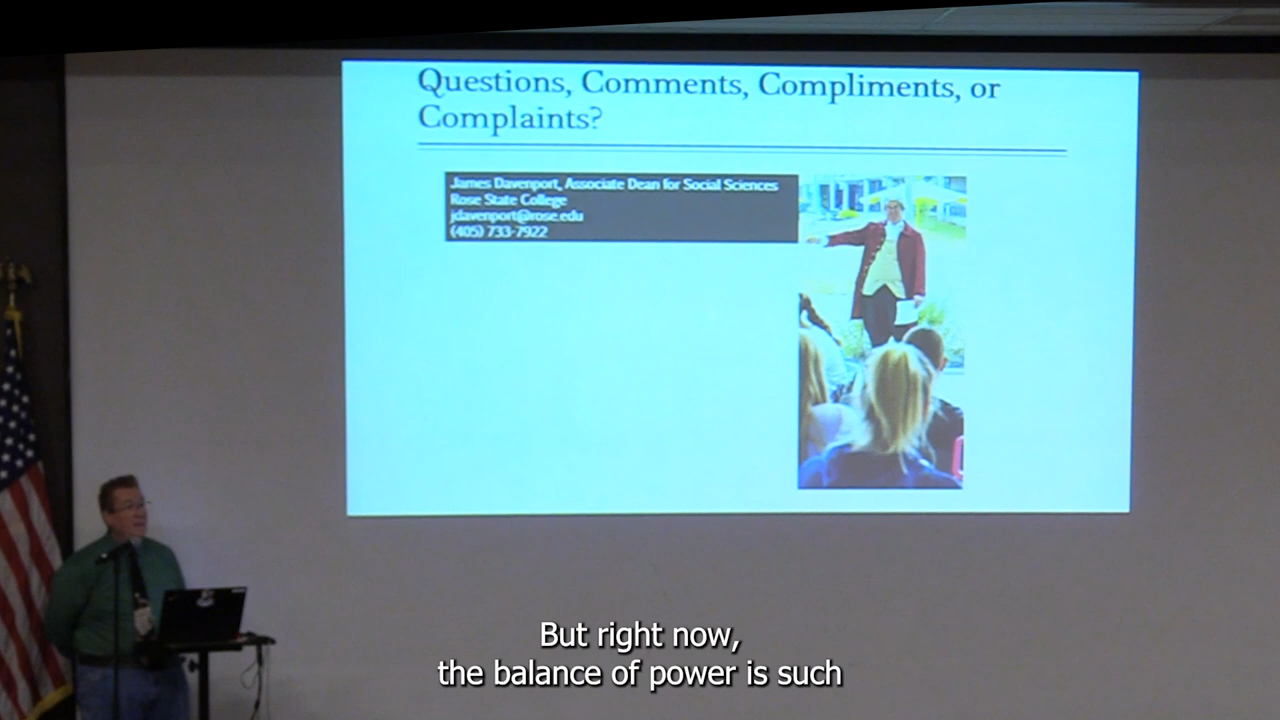 Questions, Comments, Compliments, or
Complaints?
James Davenport, Associate Dean for Social Sciences
Rose State College
jdavenport@rose.edu
(405) 733-7922
But right now,
the balance of power is such